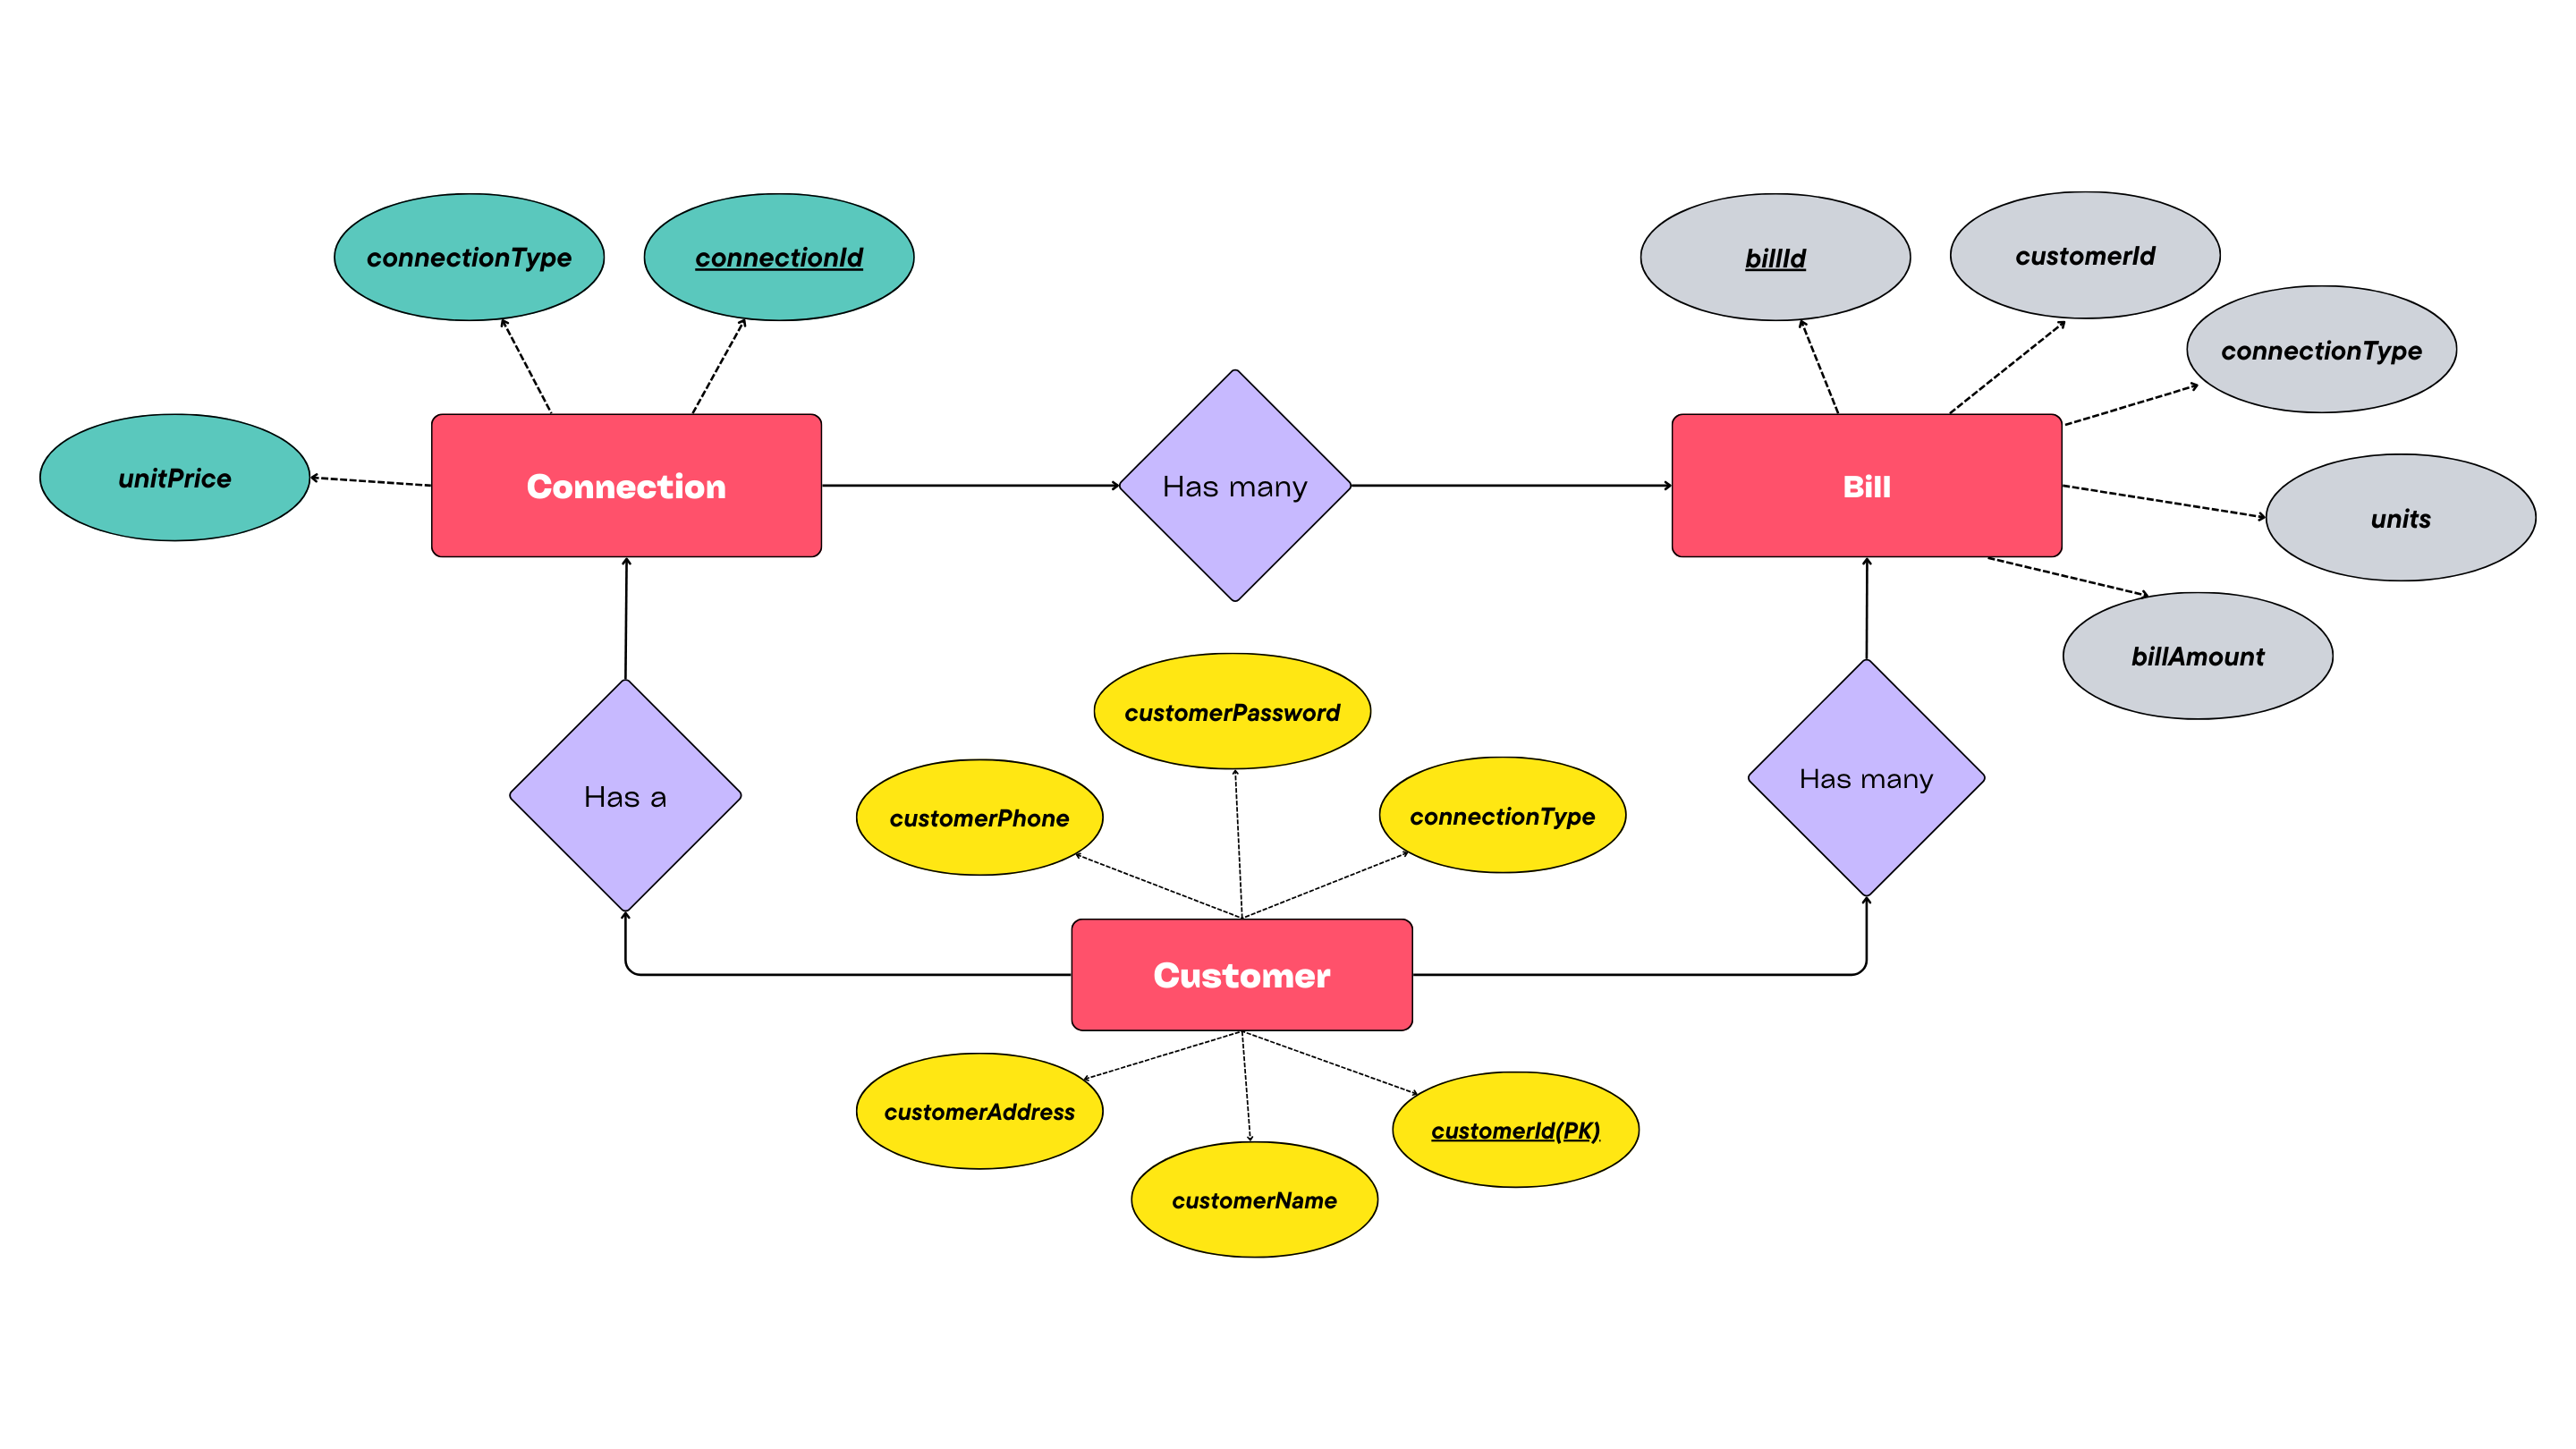 connectionType
connectionId
billId
customerId
connectionType
unitPrice
Connection
Has many
Bill
units
billAmount
customerPassword
Has a
customerPhone
connectionType
Has many
Customer
customerAddress
customerId(PK)
customerName